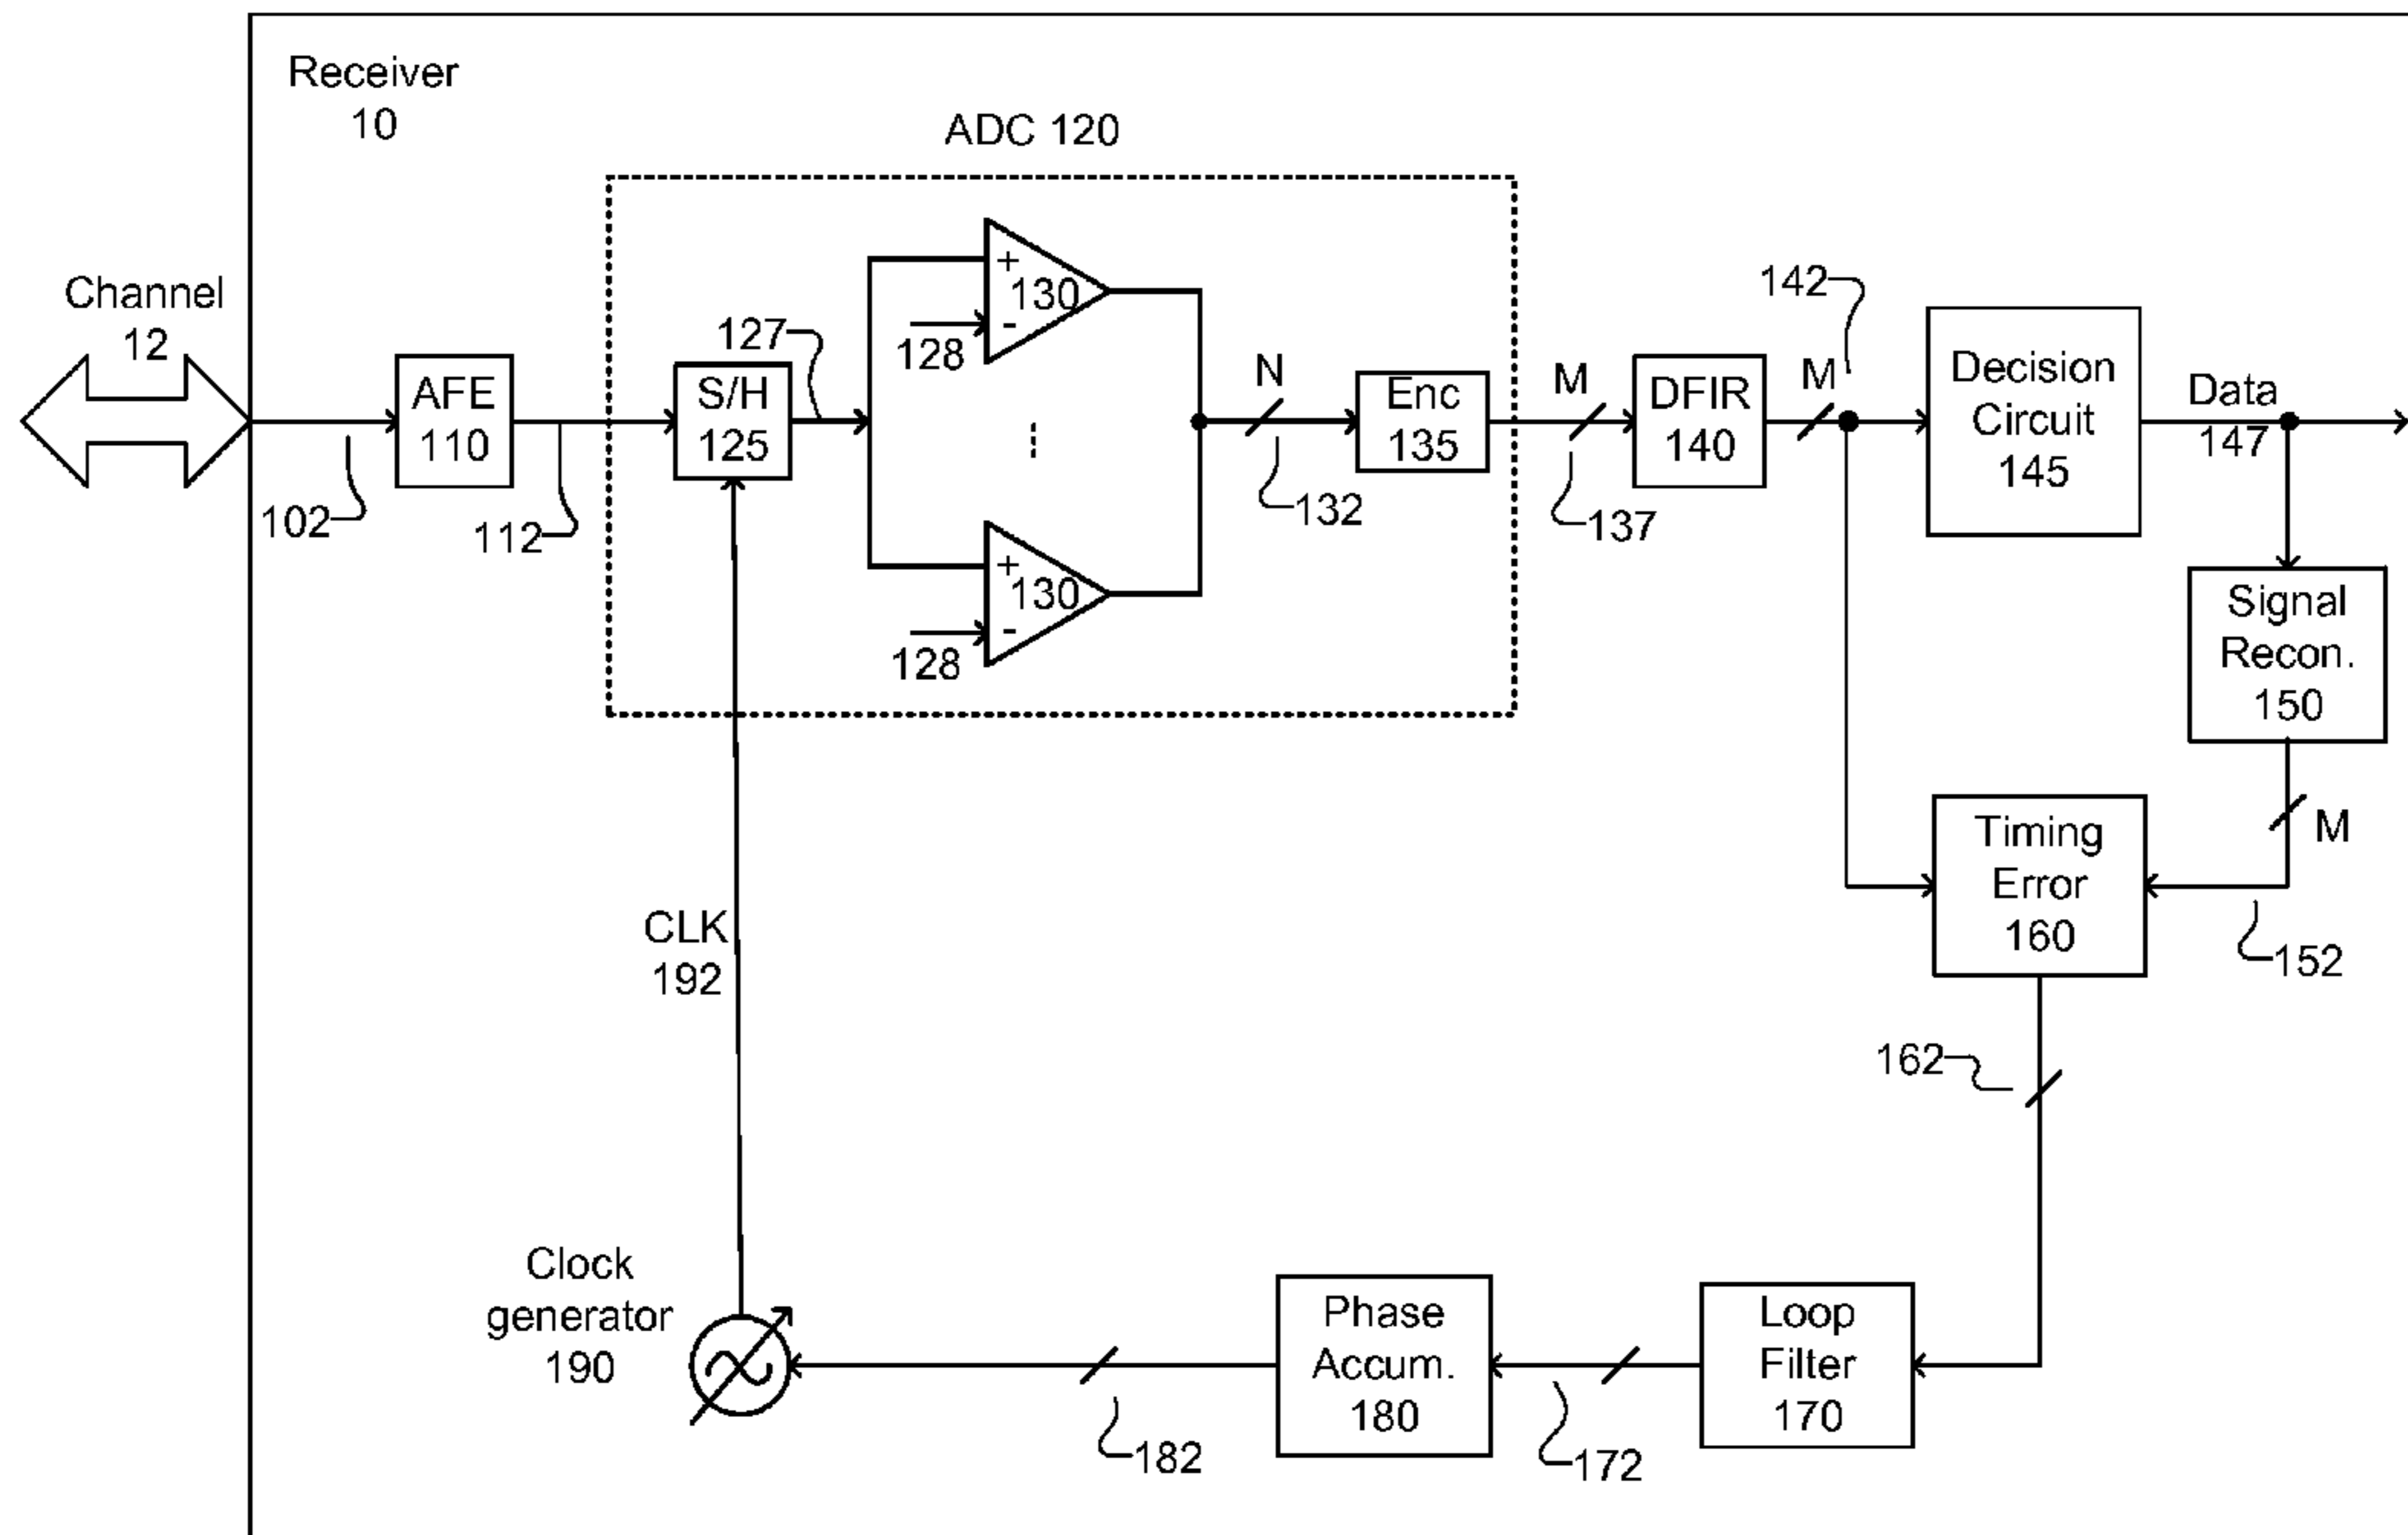 Receiver
10
ADC 120
Channel
12
102
AFE
110
112
S/H
125
127
+
130
-
128
+
130
-
128
N
132
Enc
135
M
137
DFIR
140
M
142
Decision
Circuit
145
Data
147
Signal
Recon.
150
M
152
Timing
Error
160
162
CLK
192
Clock
generator
190
182
Phase
Accum.
180
172
Loop
Filter
170